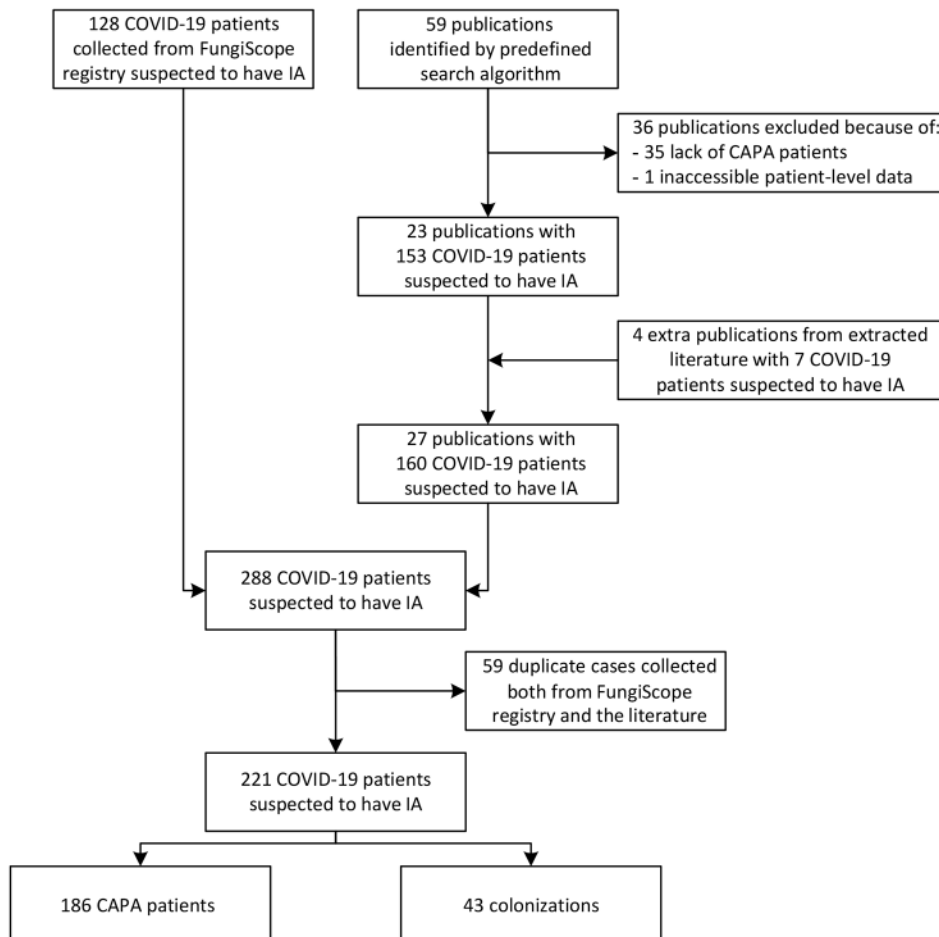 128 COVID-19 patients
collected from FungiScope
registry suspected to have IA
59 publications
identified by predefined
search algorithm
36 publications excluded because of:
- 35 lack of CAPA patients
- 1 inaccessible patient-level data
23 publications with
153 COVID-19 patients
suspected to have IA
4 extra publications from extracted
literature with 7 COVID-19
patients suspected to have IA
27 publications with
160 COVID-19 patients
suspected to have IA
288 COVID-19 patients
suspected to have IA
59 duplicate cases collected
both from FungiScope
registry and the literature
221 COVID-19 patients
suspected to have IA
186 CAPA patients
43 colonizations